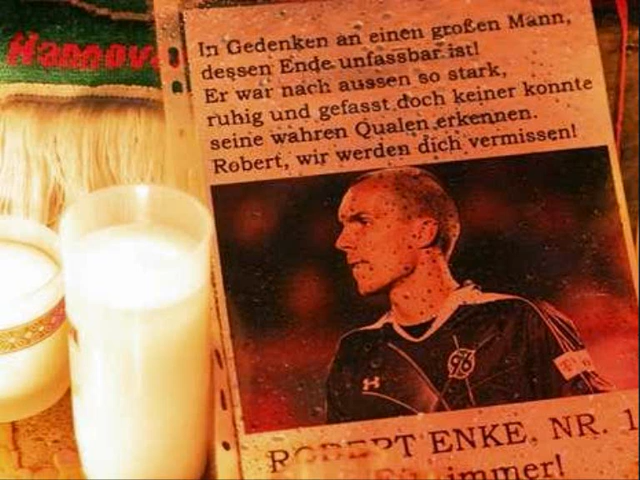 Hannov
In Gedenken an einen großen Mann,
dessen Ende unfassbar ist!
Er war nach aussen so stark,
ruhig und gefasst doch keiner konnte
seine wahren Qualen erkennen.
Robert, wir werden dich vermissen!
96
ROBERT ENKE, NR. 1
immer!